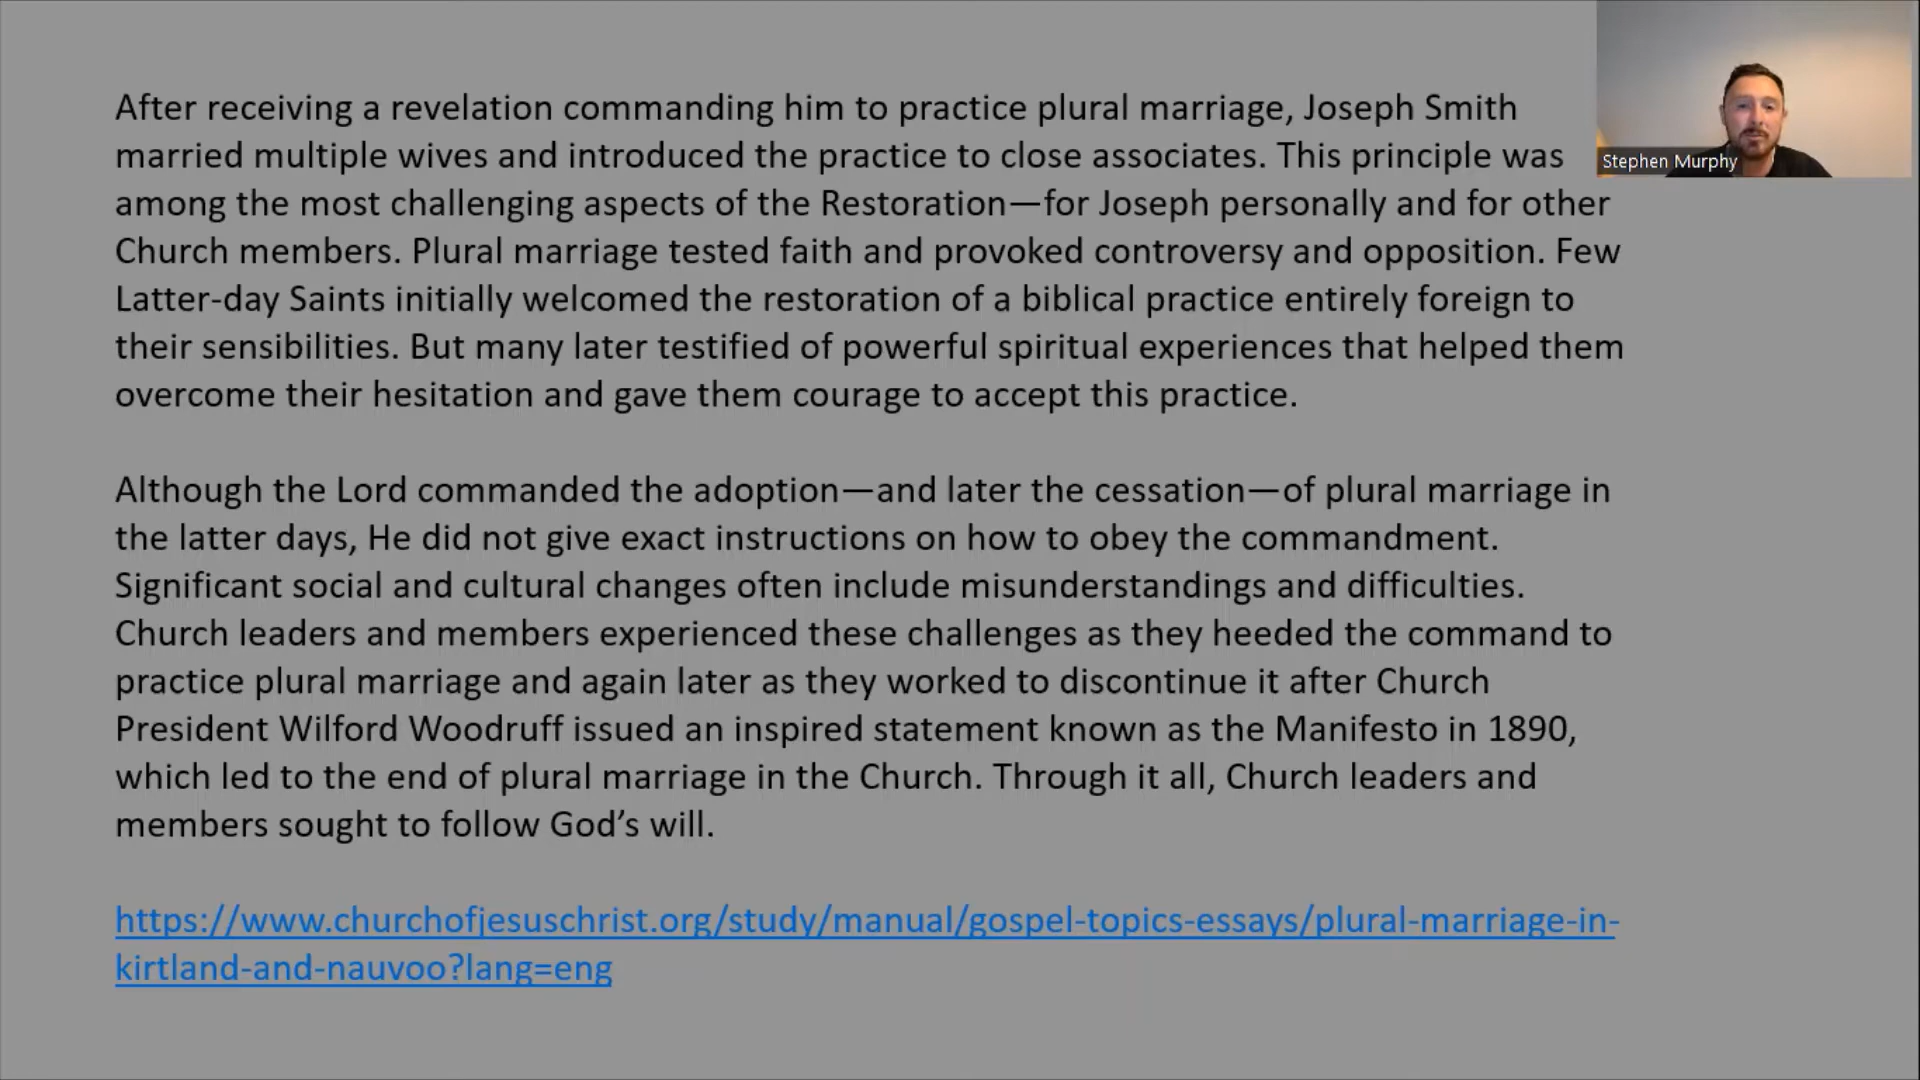 After receiving a revelation commanding him to practice plural marriage, Joseph Smith
married multiple wives and introduced the practice to close associates. This principle was
among the most challenging aspects of the Restoration—for Joseph personally and for other
Church members. Plural marriage tested faith and provoked controversy and opposition. Few
Latter-day Saints initially welcomed the restoration of a biblical practice entirely foreign to
their sensibilities. But many later testified of powerful spiritual experiences that helped them
overcome their hesitation and gave them courage to accept this practice.
Although the Lord commanded the adoption—and later the cessation—of plural marriage in
the latter days, He did not give exact instructions on how to obey the commandment.
Significant social and cultural changes often include misunderstandings and difficulties.
Church leaders and members experienced these challenges as they heeded the command to
practice plural marriage and again later as they worked to discontinue it after Church
President Wilford Woodruff issued an inspired statement known as the Manifesto in 1890,
which led to the end of plural marriage in the Church. Through it all, Church leaders and
members sought to follow God’s will.
https://www.churchofjesuschrist.org/study/manual/gospel-topics-essays/plural-marriage-in-
kirtland-and-nauvoo?lang=eng
Stephen Murphy